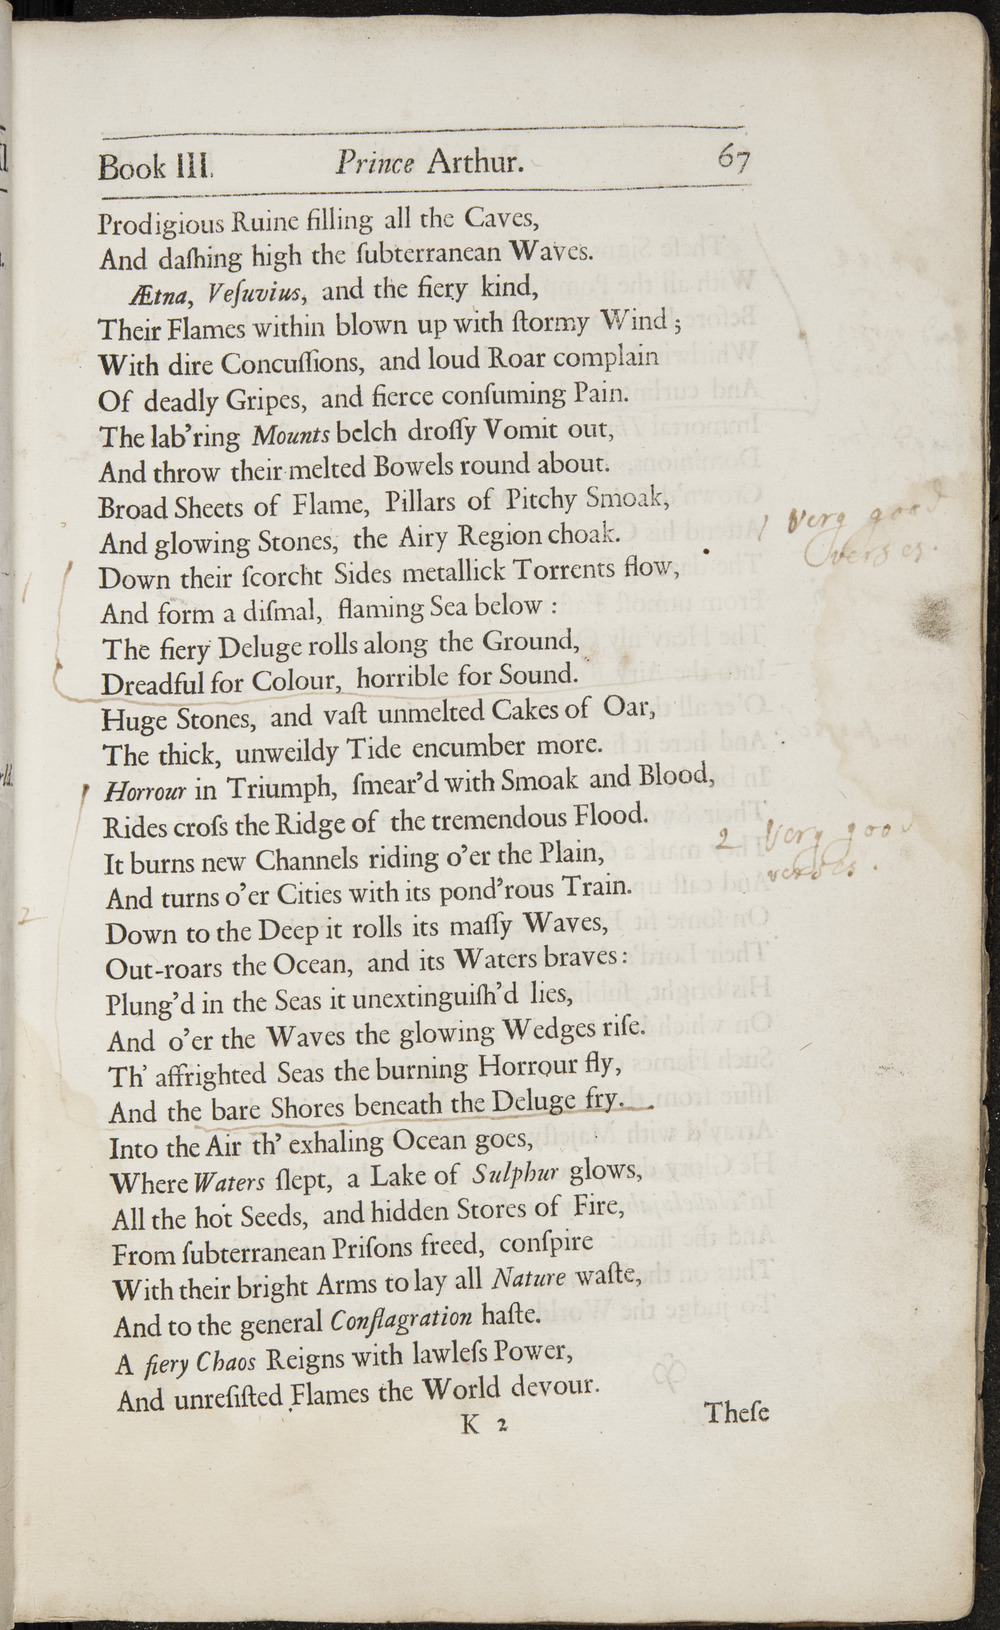 Book III. Prince Arthur. 67
Prodigious Ruine filling all the Caves,
And daſhing high the ſubterranean Waves.
Ætna, Veſuvius, and the fiery kind,
Their Flames within blown up with ſtormy Wind;
With dire Concuſſions, and loud Roar complain
Of deadly Gripes, and fierce conſuming Pain.
The lab'ring Mounts belch droſſy Vomit out,
And throw their melted Bowels round about.
Broad Sheets of Flame, Pillars of Pitchy Smoak,
And glowing Stones, the Airy Region choak.
1 Very good
verses.
Down their ſcorcht Sides metallick Torrents flow,
1
And form a diſmal, flaming Sea below:
The fiery Deluge rolls along the Ground,
Dreadful for Colour, horrible for Sound.
Huge Stones, and vaſt unmelted Cakes of Oar,
The thick, unweildy Tide encumber more.
Horrour in Triumph, ſmear'd with Smoak and Blood,
Rides croſs the Ridge of the tremendous Flood.
2 Very good
verses.
It burns new Channels riding o'er the Plain,
And turns o'er Cities with its pond'rous Train.
2
Down to the Deep it rolls its maſſy Waves,
Out-roars the Ocean, and its Waters braves:
Plung'd in the Seas it unextinguiſh'd lies,
And o'er the Waves the glowing Wedges riſe.
Th' affrighted Seas the burning Horrour fly,
And the bare Shores beneath the Deluge fry.
Into the Air th' exhaling Ocean goes,
Where Waters ſlept, a Lake of Sulphur glows,
All the hot Seeds, and hidden Stores of Fire,
From ſubterranean Priſons freed, conſpire
With their bright Arms to lay all Nature waſte,
And to the general Conflagration haſte.
A fiery Chaos Reigns with lawleſs Power,
And unreſiſted Flames the World devour.
K 2 Theſe